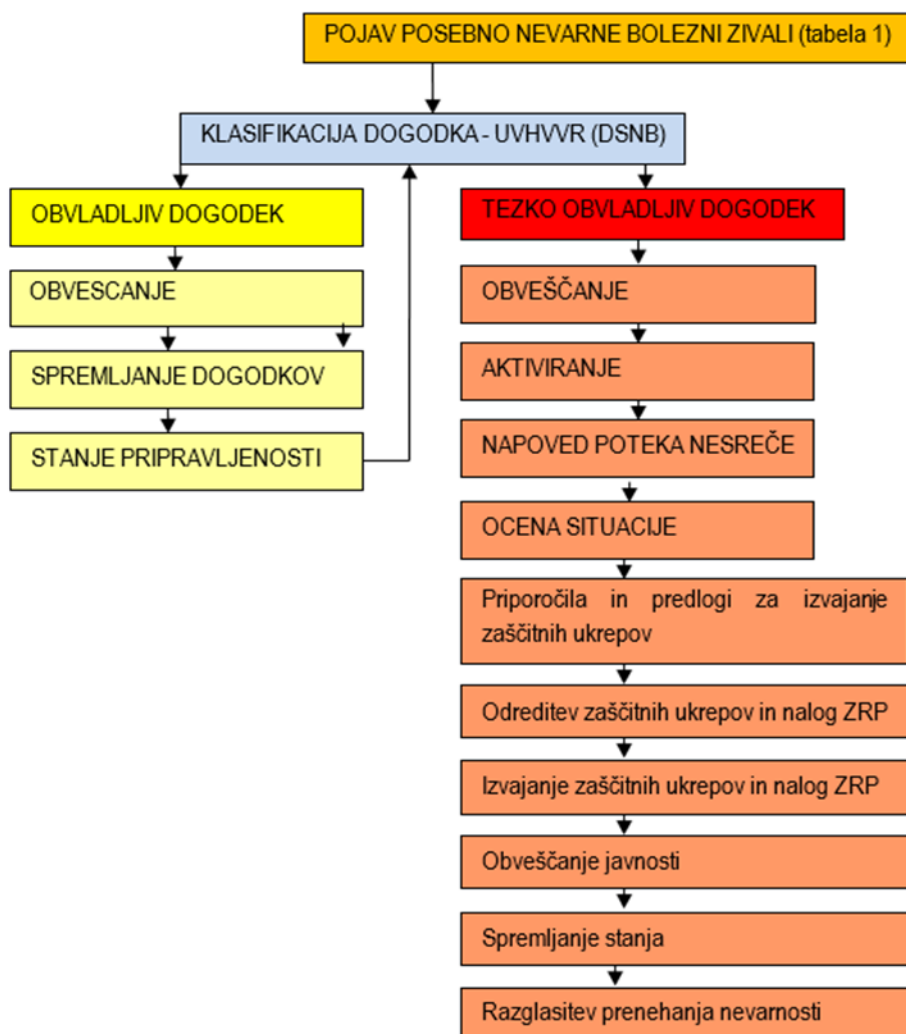 POJAV POSEBNO NEVARNE BOLEZNI ZIVALI (tabela 1)
KLASIFIKACIJA DOGODKA - UVHVVR (DSNB)
OBVLADLJIV DOGODEK
OBVESCANJE
SPREMLJANJE DOGODKOV
STANJE PRIPRAVLJENOSTI
TEZKO OBVLADLJIV DOGODEK
OBVEŠČANJE
AKTIVIRANJE
NAPOVED POTEKA NESREČE
OCENA SITUACIJE
Priporočila in predlogi za izvajanje
zaščitnih ukrepov
Odreditev zaščitnih ukrepov in nalog ZRP
Izvajanje zaščitnih ukrepov in nalog ZRP
Obveščanje javnosti
Spremljanje stanja
Razglasitev prenehanja nevarnosti